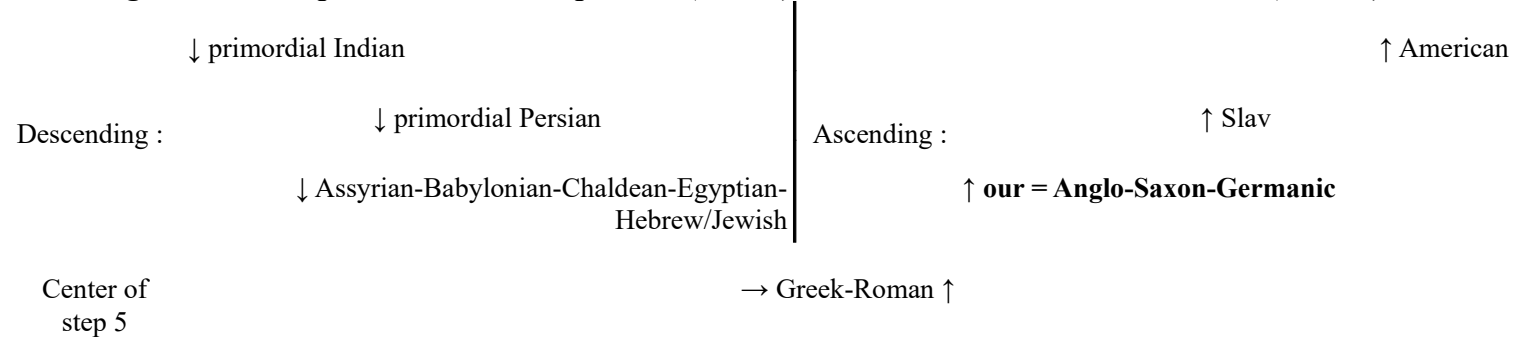 ↓ primordial Indian
↑ American
↓ primordial Persian
↑ Slav
Descending :
Ascending :
↓ Assyrian-Babylonian-Chaldean-Egyptian-
Hebrew/Jewish
↑ our = Anglo-Saxon-Germanic
Center of
step 5
→ Greek-Roman ↑